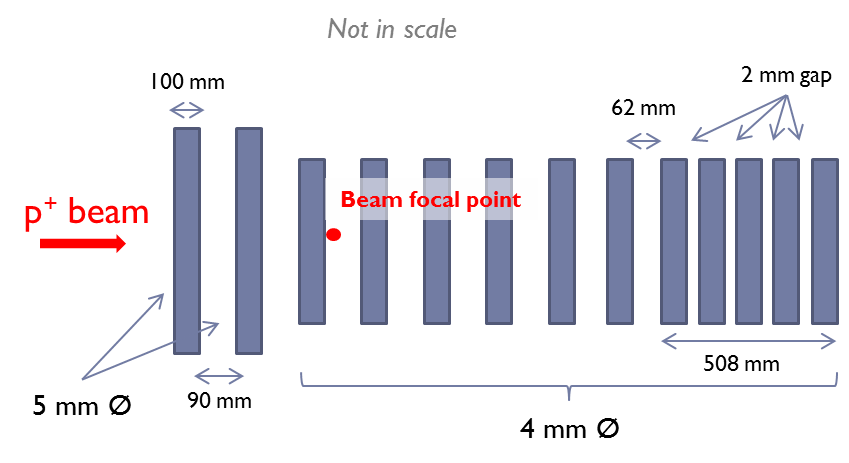 Not in scale
100 mm
2 mm gap
62 mm
p+ beam
Beam focal point
5 mm ∅
90 mm
508 mm
4 mm ∅